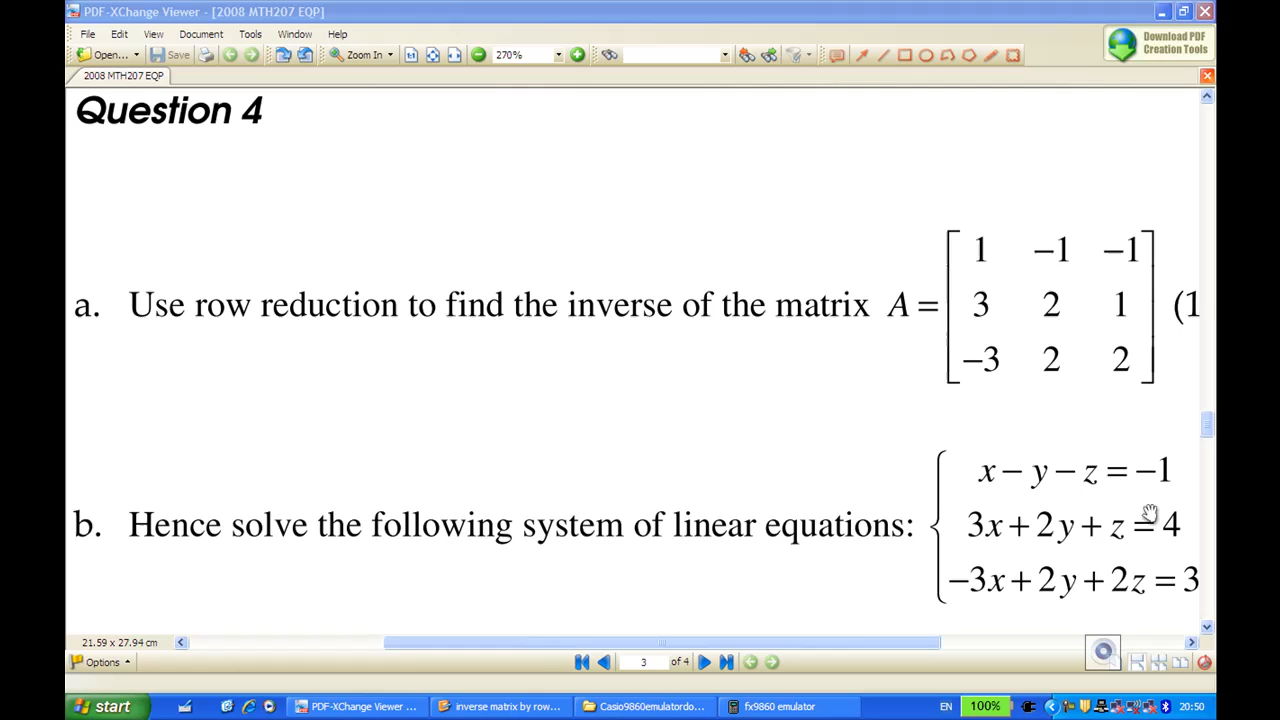 PDF-XChange Viewer - [2008 MTH207 EQP]
File Edit View Document Tools Window Help
Open... Save Zoom In 1:1 270% Download PDF Creation Tools
2008 MTH207 EQP
Question 4
a. Use row reduction to find the inverse of the matrix A =
1 −1 −1
3 2 1 (1
−3 2 2
x − y − z = −1
b. Hence solve the following system of linear equations: 3x + 2y + z = 4
−3x + 2y + 2z = 3
21.59 x 27.94 cm
Options 3 of 4
start PDF-XChange Viewer ... inverse matrix by row... Casio9860emulatordo... fx9860 emulator EN 100% 20:50